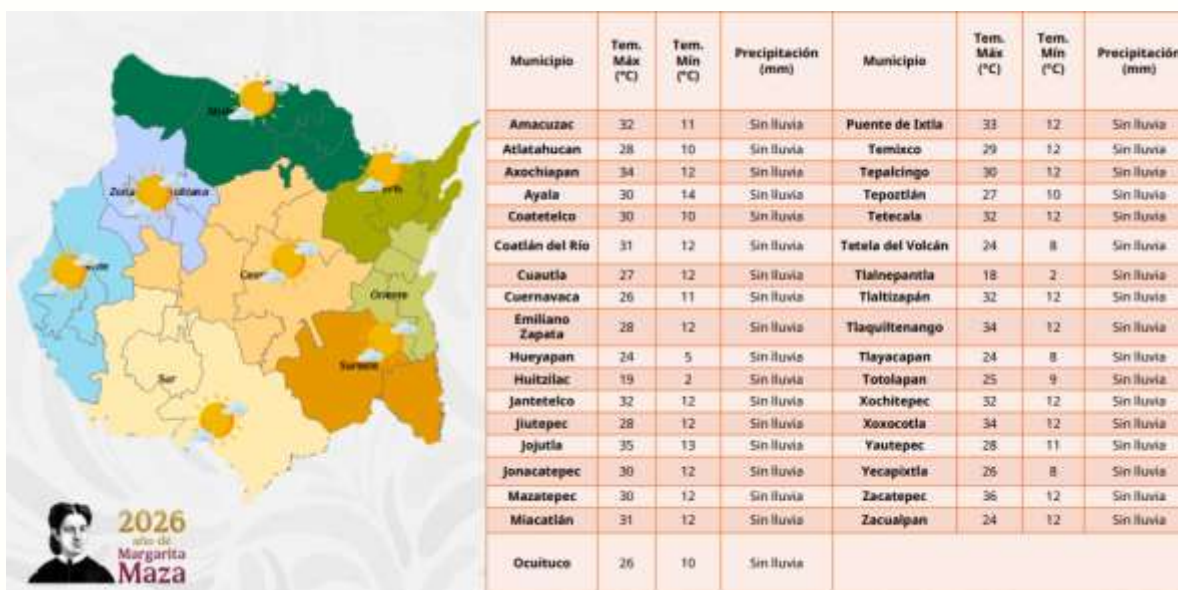 Zona
Oriente
Sur
Sureste
2026
año de
Margarita
Maza
Municipio Tem. Máx (°C) Tem. Mín (°C) Precipitación (mm) Municipio Tem. Máx (°C) Tem. Mín (°C) Precipitación (mm)
Amacuzac 32 11 Sin lluvia Puente de Ixtla 33 12 Sin lluvia
Atlatahucan 28 10 Sin lluvia Temixco 29 12 Sin lluvia
Axochiapan 34 12 Sin lluvia Tepalcingo 30 12 Sin lluvia
Ayala 30 14 Sin lluvia Tepoztlán 27 10 Sin lluvia
Coatetelco 30 10 Sin lluvia Tetecala 32 12 Sin lluvia
Coatlán del Río 31 12 Sin lluvia Tetela del Volcán 24 8 Sin lluvia
Cuautla 27 12 Sin lluvia Tlalnepantla 18 2 Sin lluvia
Cuernavaca 26 11 Sin lluvia Tlaltizapán 32 12 Sin lluvia
Emiliano Zapata 28 12 Sin lluvia Tlaquiltenango 34 12 Sin lluvia
Hueyapan 24 5 Sin lluvia Tlayacapan 24 8 Sin lluvia
Huitzilac 19 2 Sin lluvia Totolapan 25 9 Sin lluvia
Jantetelco 32 12 Sin lluvia Xochitepec 32 12 Sin lluvia
Jiutepec 28 12 Sin lluvia Xoxocotla 34 12 Sin lluvia
Jojutla 35 13 Sin lluvia Yautepec 28 11 Sin lluvia
Jonacatepec 30 12 Sin lluvia Yecapixtla 26 8 Sin lluvia
Mazatepec 30 12 Sin lluvia Zacatepec 36 12 Sin lluvia
Miacatlán 31 12 Sin lluvia Zacualpan 24 12 Sin lluvia
Ocuituco 26 10 Sin lluvia